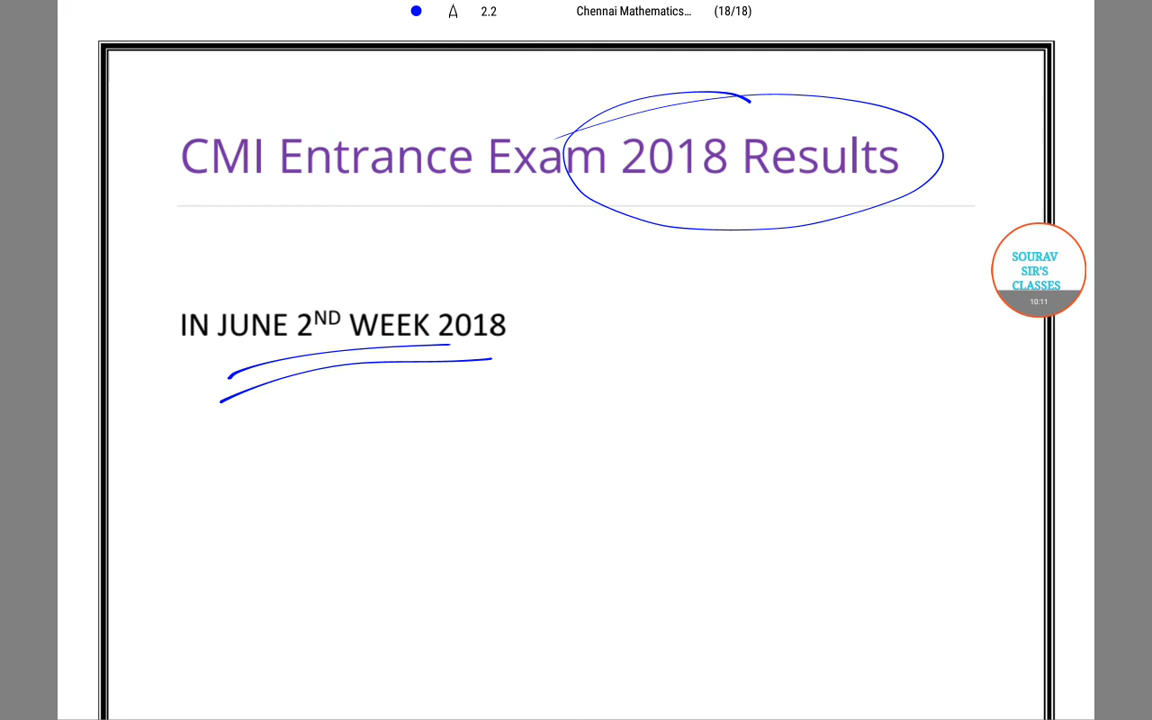 2.2 Chennai Mathematics… (18/18)
CMI Entrance Exam 2018 Results
SOURAV
SIR'S
CLASSES
10:11
IN JUNE 2ND WEEK 2018